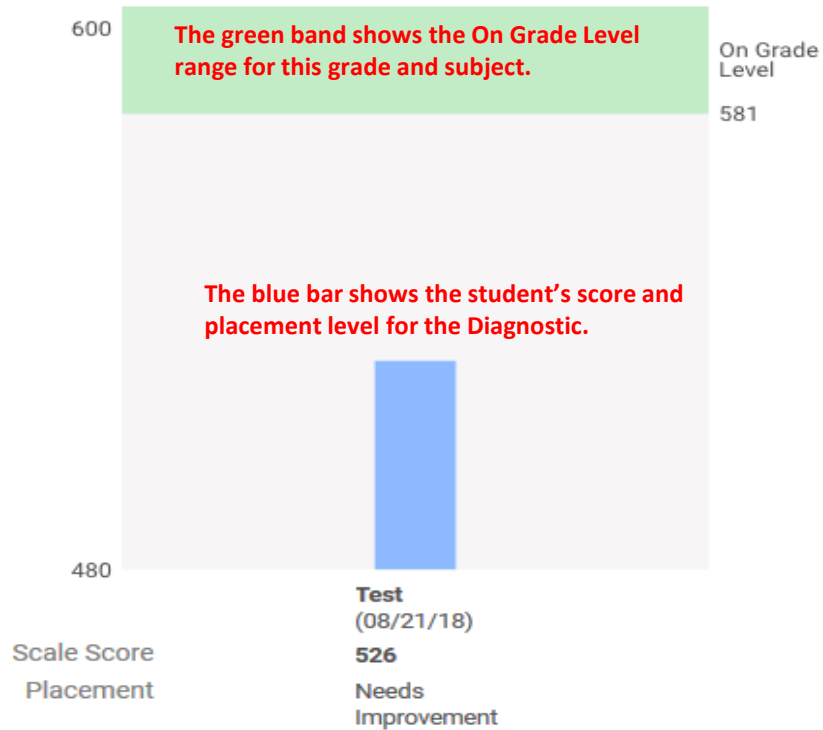 600
The green band shows the On Grade Level
range for this grade and subject.
On Grade
Level
581
The blue bar shows the student’s score and
placement level for the Diagnostic.
480
Test
(08/21/18)
Scale Score 526
Placement Needs
Improvement